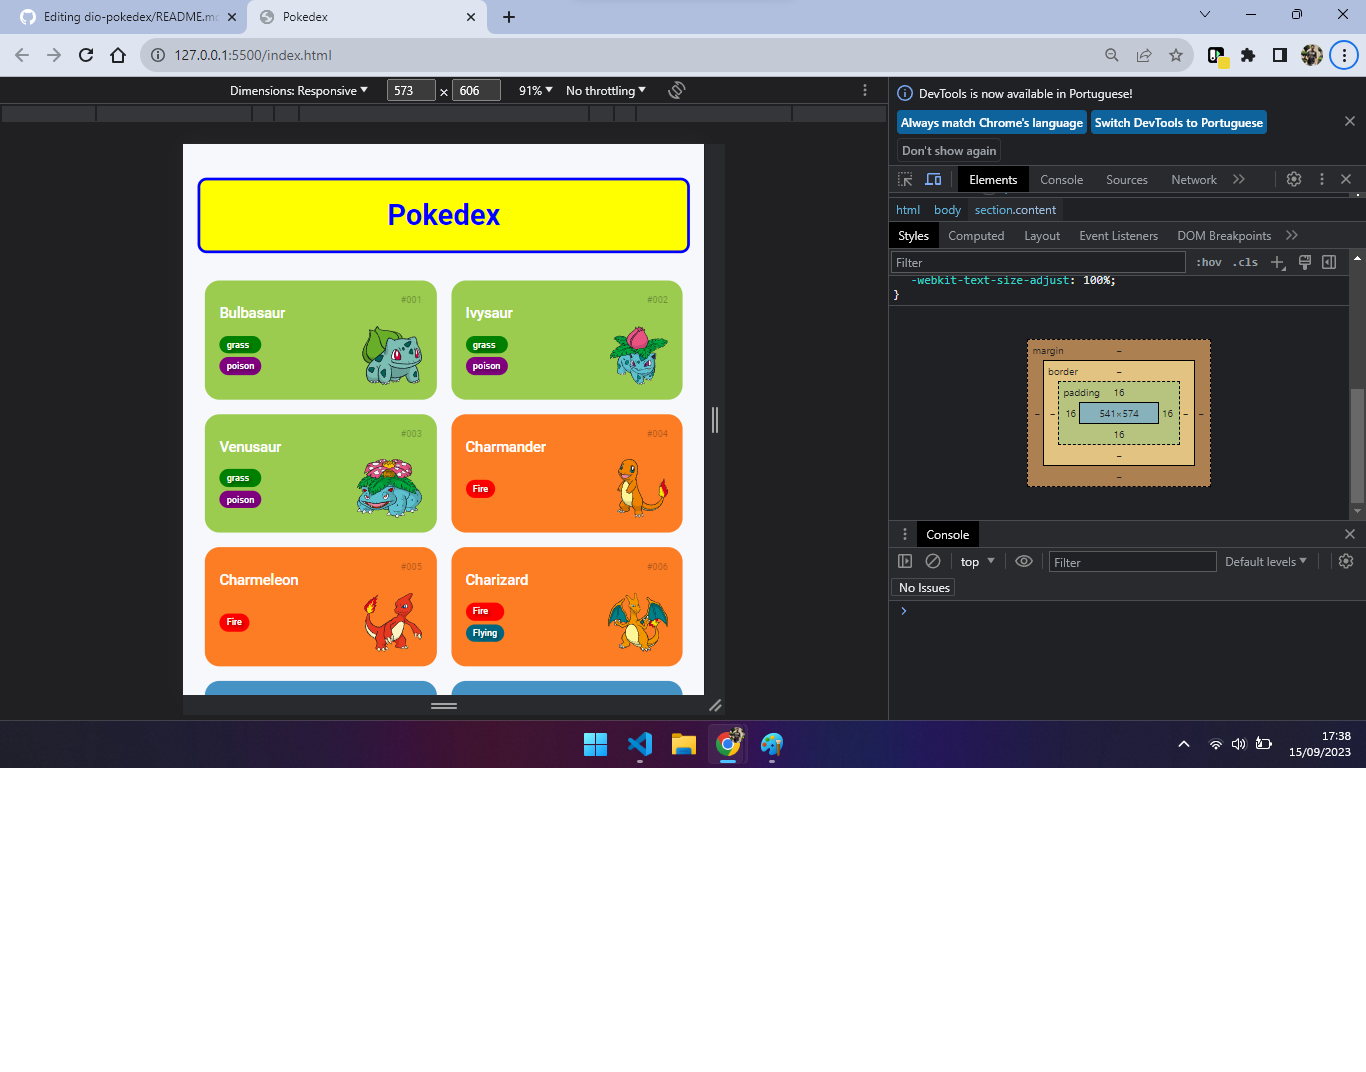 Editing dio-pokedex/README.m
Pokedex
127.0.0.1:5500/index.html
Dimensions: Responsive 573 × 606 91% No throttling
DevTools is now available in Portuguese!
Always match Chrome's language Switch DevTools to Portuguese
Don't show again
Elements Console Sources Network
html body section.content
Styles Computed Layout Event Listeners DOM Breakpoints
Filter :hov .cls
-webkit-text-size-adjust: 100%;
}
margin –
border –
padding 16
– – 16 541×574 16 – –
16
–
–
Console
top Filter Default levels
No Issues
Pokedex
#001
Bulbasaur
grass
poison
#002
Ivysaur
grass
poison
#003
Venusaur
grass
poison
#004
Charmander
Fire
#005
Charmeleon
Fire
#006
Charizard
Fire
Flying
17:38
15/09/2023